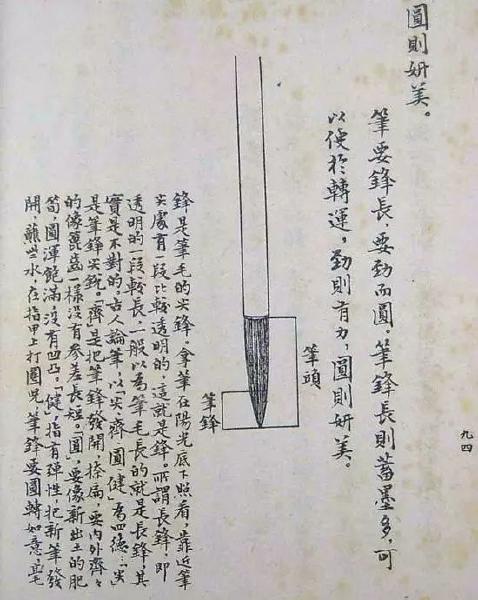 圓則妍美。
筆要鋒長,要勁而圓。筆鋒長則蓄墨多,可
以便於轉運,勁則有力,圓則妍美。
九四
筆頭
筆鋒
鋒是筆毛的尖鋒。拿筆在陽光底下照看,靠近筆
尖處有一段比較透明的,這就是鋒。所謂長鋒,即
透明的一段較長,一般以為筆毛長的就是長鋒,其
實是不對的。古人論筆以尖、齊、圓、健為四德:「尖」
是筆鋒尖銳。「齊」是把筆鋒發開捺扁,要內外齊,齊
的像篦齒一樣沒有參差長短。「圓」,要像新出土的肥
筍,圓渾飽滿沒有凹凸。「健」,指有彈性把新筆發
開,蘸些水,在指甲上打圓兒,筆鋒要圓轉如意,